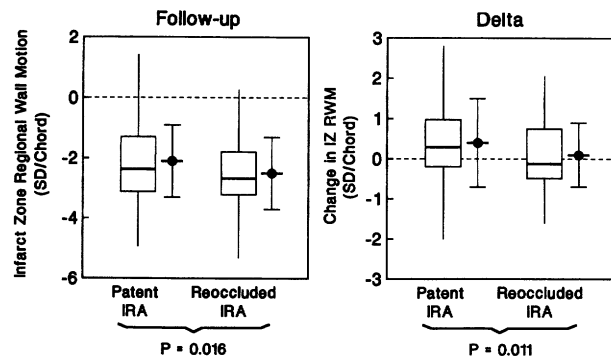 Follow-up
Infarct Zone Regional Wall Motion
(SD/Chord)
2
0
-2
-4
-6
Patent
IRA
Reoccluded
IRA
P = 0.016
Delta
Change in IZ RWM
(SD/Chord)
3
2
1
0
-1
-2
-3
Patent
IRA
Reoccluded
IRA
P = 0.011